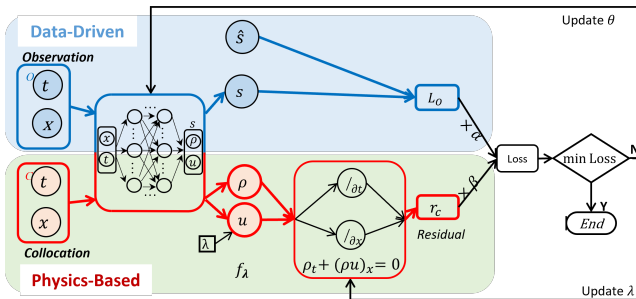 Update θ
Data-Driven
Observation
O
t
X
ŝ
s
x
t
s
ρ
u
L_O
× α
Loss
min Loss
N
Y
End
× β
C
t
x
Collocation
Physics-Based
ρ
u
λ
f_λ
/∂t
/∂x
ρ_t + (ρu)_x = 0
r_c
Residual
Update λ